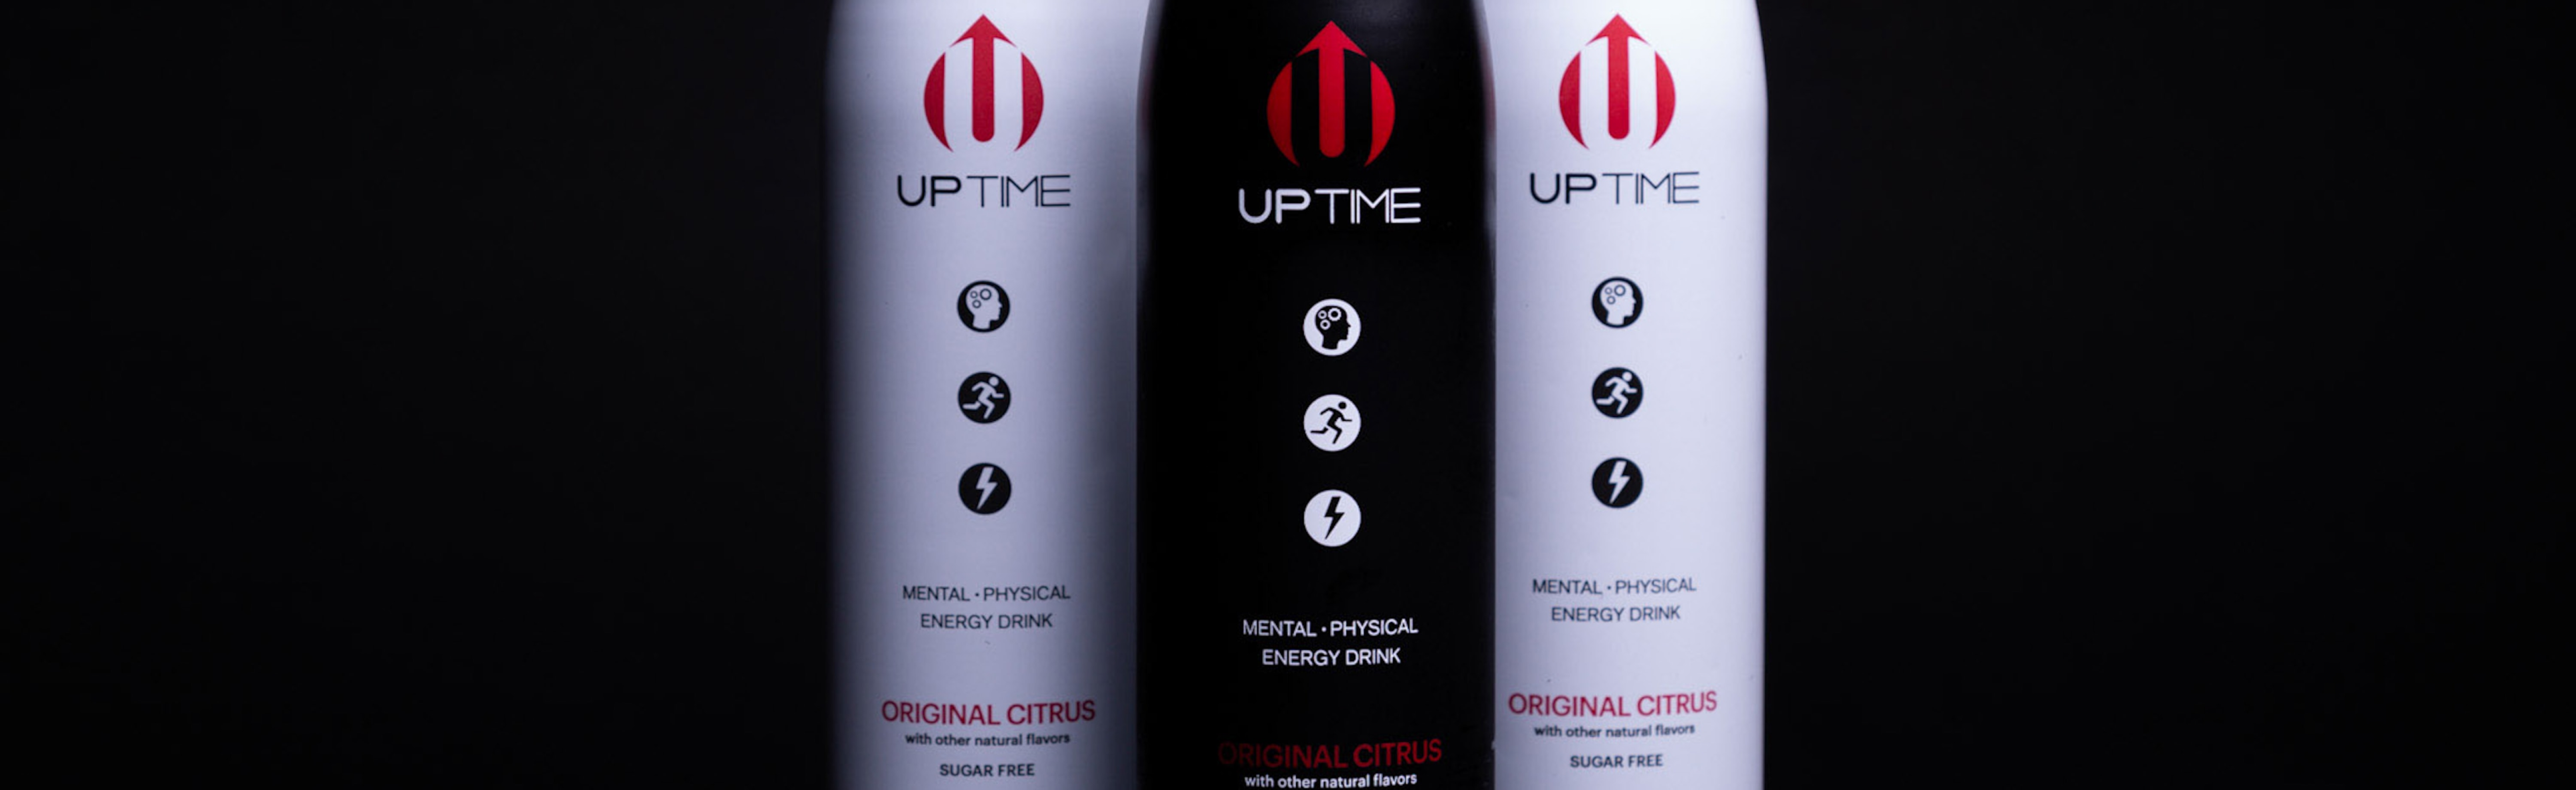 UPTIME
MENTAL · PHYSICAL
ENERGY DRINK
ORIGINAL CITRUS
with other natural flavors
SUGAR FREE
UPTIME
MENTAL · PHYSICAL
ENERGY DRINK
ORIGINAL CITRUS
with other natural flavors
UPTIME
MENTAL · PHYSICAL
ENERGY DRINK
ORIGINAL CITRUS
with other natural flavors
SUGAR FREE